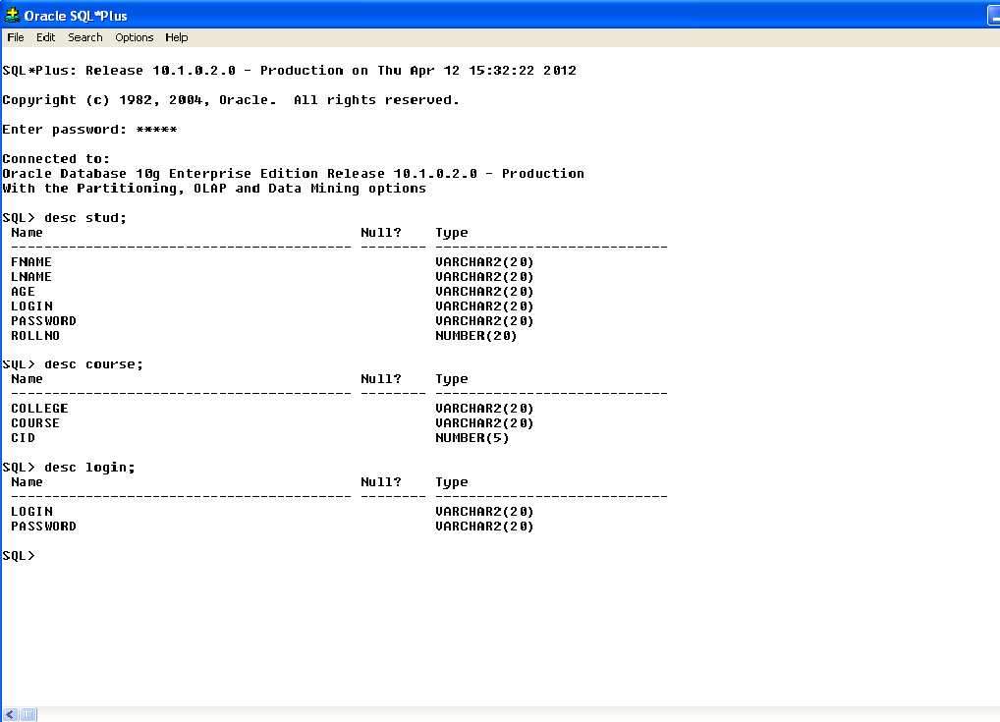 Oracle SQL*Plus
File Edit Search Options Help
SQL*Plus: Release 10.1.0.2.0 - Production on Thu Apr 12 15:32:22 2012
Copyright (c) 1982, 2004, Oracle.  All rights reserved.
Enter password: *****
Connected to:
Oracle Database 10g Enterprise Edition Release 10.1.0.2.0 - Production
With the Partitioning, OLAP and Data Mining options
SQL> desc stud;
Name Null? Type
----------------------------------------- -------- ----------------------------
FNAME VARCHAR2(20)
LNAME VARCHAR2(20)
AGE VARCHAR2(20)
LOGIN VARCHAR2(20)
PASSWORD VARCHAR2(20)
ROLLNO NUMBER(20)
SQL> desc course;
Name Null? Type
----------------------------------------- -------- ----------------------------
COLLEGE VARCHAR2(20)
COURSE VARCHAR2(20)
CID NUMBER(5)
SQL> desc login;
Name Null? Type
----------------------------------------- -------- ----------------------------
LOGIN VARCHAR2(20)
PASSWORD VARCHAR2(20)
SQL>